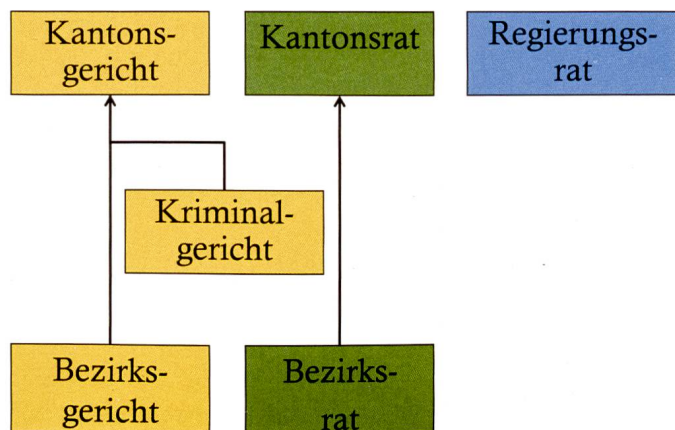 Kantons-
gericht
Kantonsrat
Regierungs-
rat
Kriminal-
gericht
Bezirks-
gericht
Bezirks-
rat